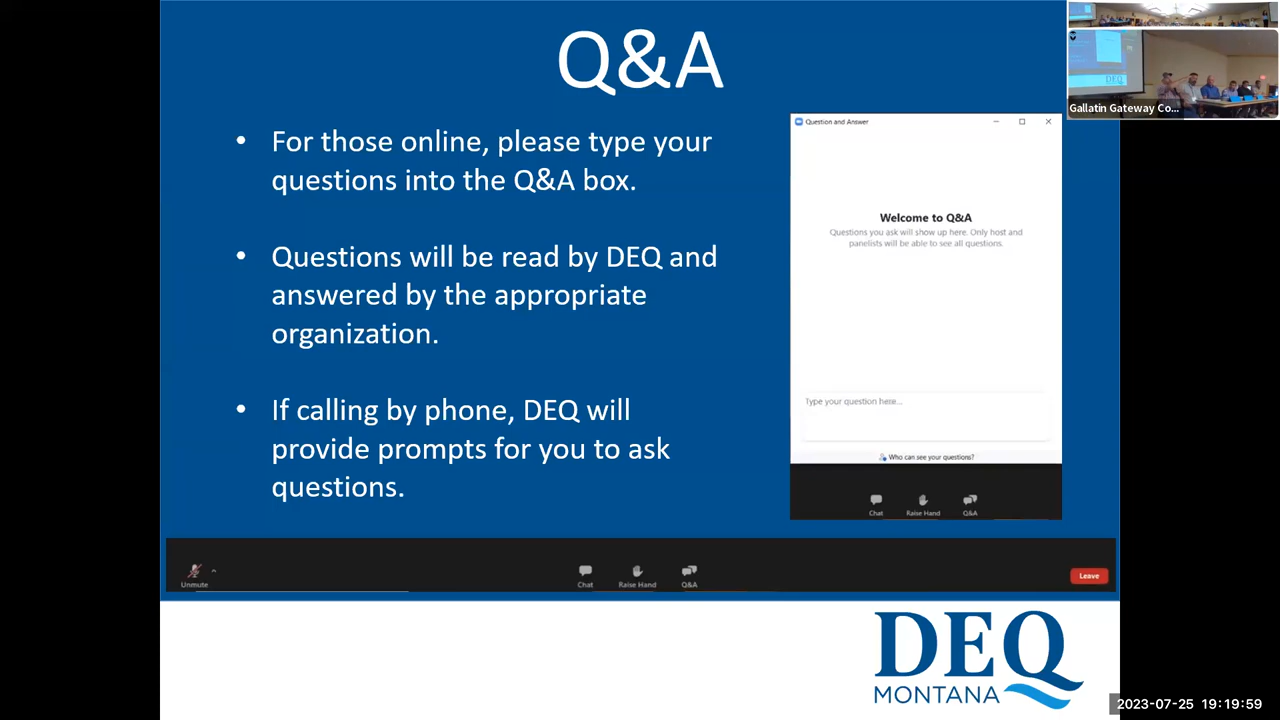 Q&A
• For those online, please type your
questions into the Q&A box.
• Questions will be read by DEQ and
answered by the appropriate
organization.
• If calling by phone, DEQ will
provide prompts for you to ask
questions.
Question and Answer
Welcome to Q&A
Questions you ask will show up here. Only host and
panelists will be able to see all questions.
Type your question here...
Who can see your questions?
Chat Raise Hand Q&A
Unmute Chat Raise Hand Q&A Leave
DEQ
MONTANA
DEQ
Gallatin Gateway Co...
2023-07-25 19:19:59